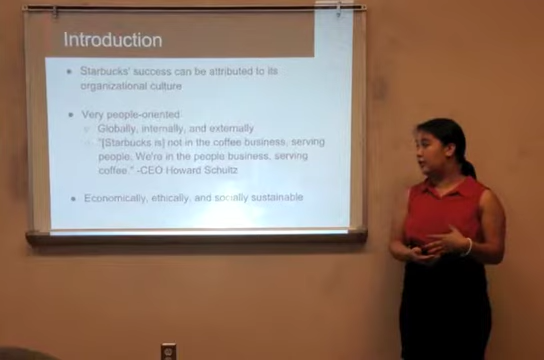 Introduction
Starbucks' success can be attributed to its
organizational culture
Very people-oriented
Globally, internally, and externally
"[Starbucks is] not in the coffee business, serving
people. We're in the people business, serving
coffee." -CEO Howard Schultz
Economically, ethically, and socially sustainable